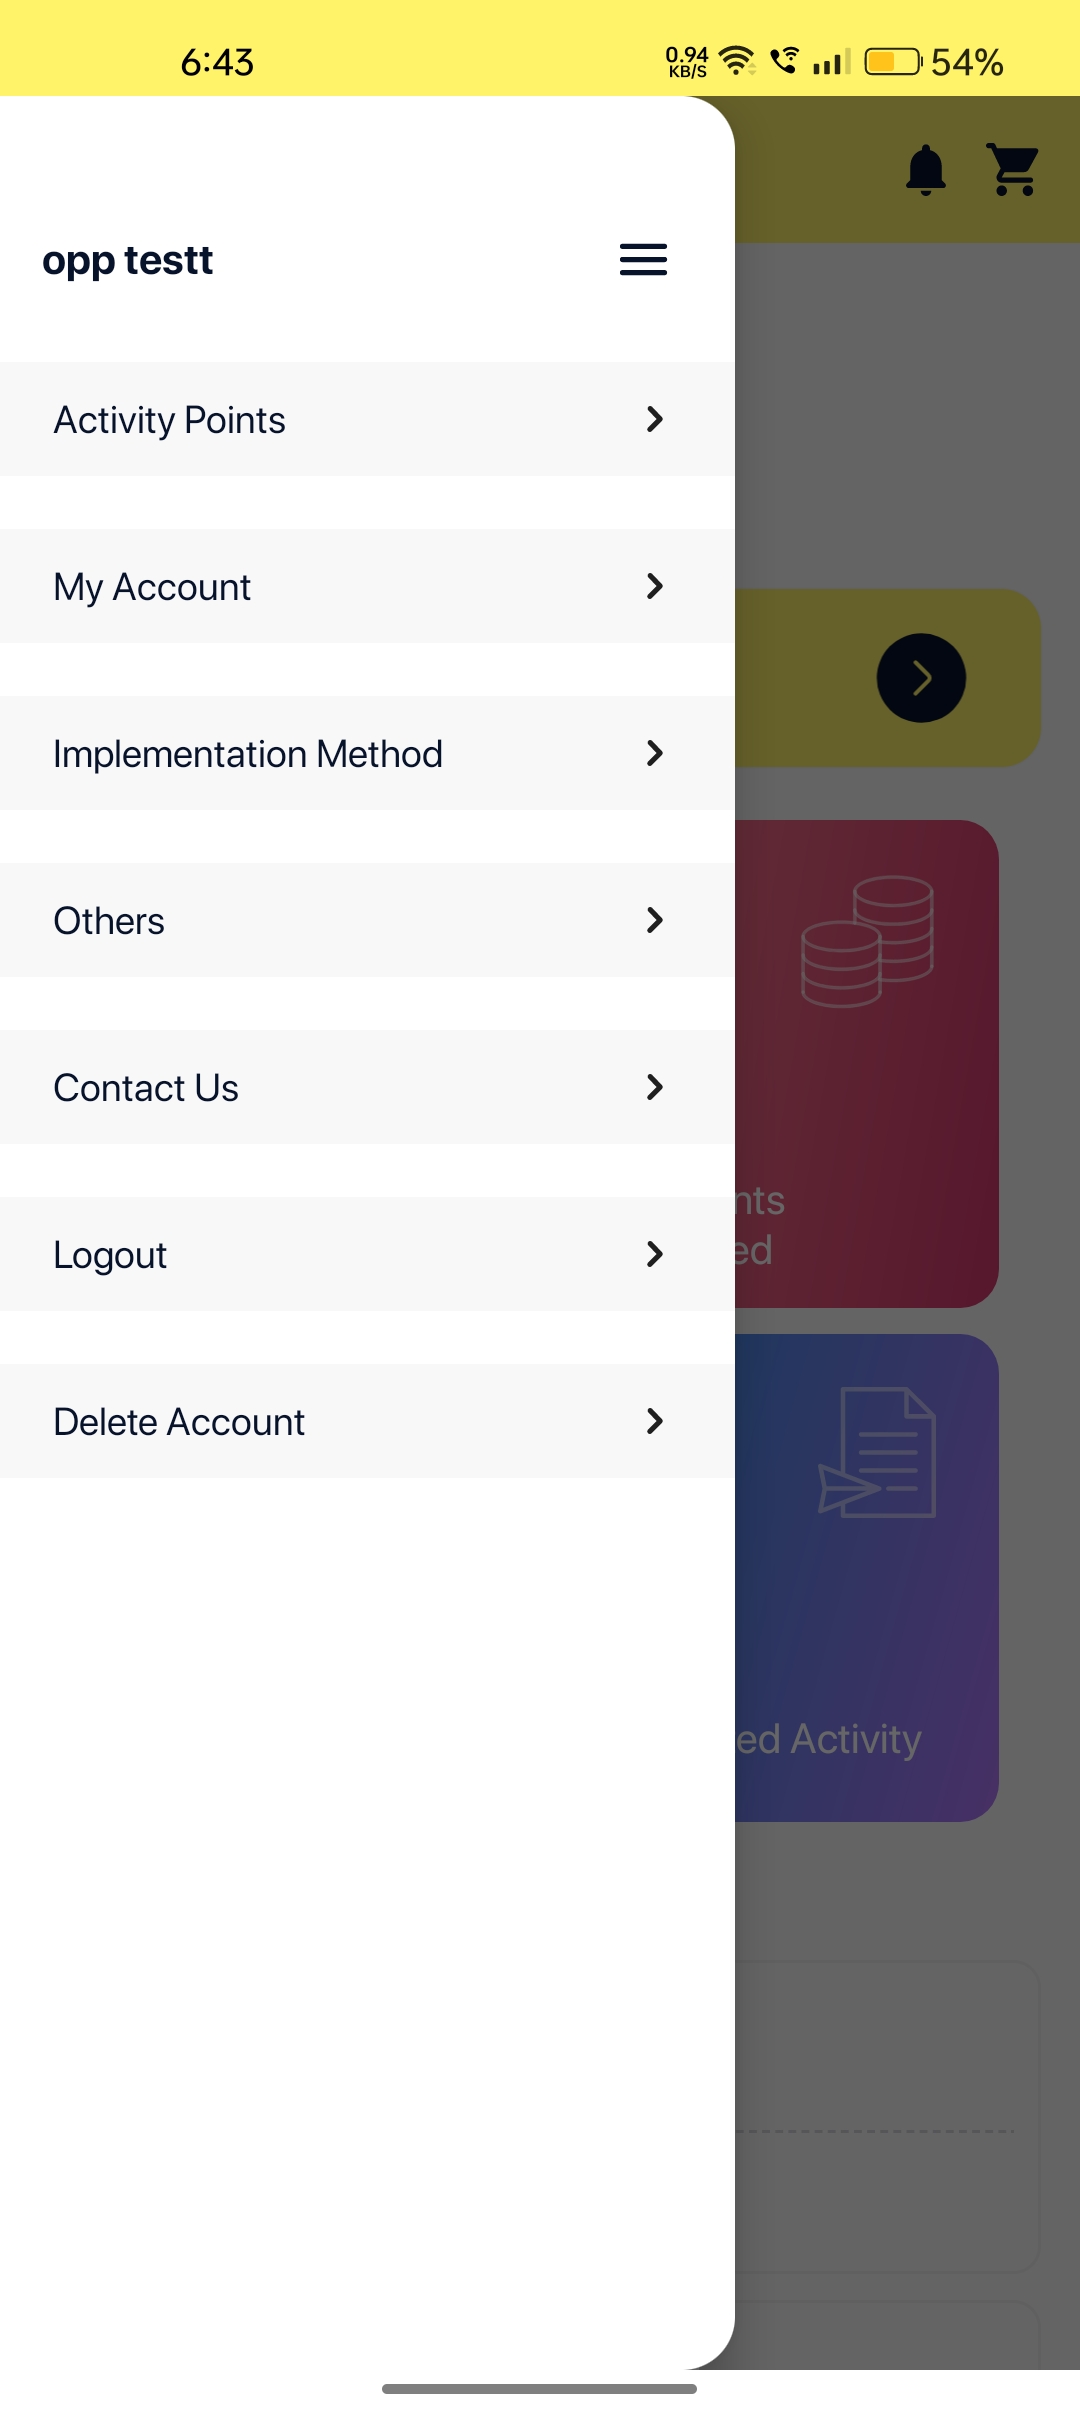 6:43
0.94
KB/S
54%
opp testt
Activity Points
My Account
Implementation Method
Others
Contact Us
Logout
Delete Account
nts
ed
ed Activity